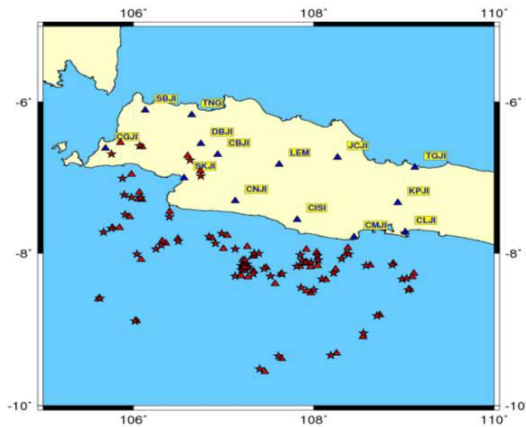 106° 108° 110°
-6° -6°
SBJI TNG
DBJI
CGJI CBJI JCJI
LEM TGJI
SKJI
CNJI KPJI
CISI
CMJI CLJI
-8° -8°
-10° -10°
106° 108° 110°